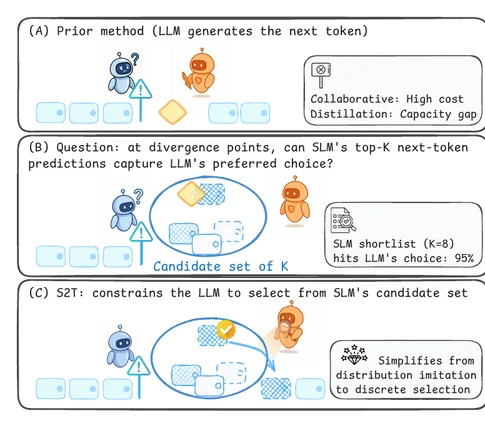 (A) Prior method (LLM generates the next token)
?
Collaborative: High cost
Distillation: Capacity gap
(B) Question: at divergence points, can SLM's top-K next-token
predictions capture LLM's preferred choice?
?
SLM shortlist (K=8)
hits LLM's choice: 95%
Candidate set of K
(C) S2T: constrains the LLM to select from SLM's candidate set
Simplifies from
distribution imitation
to discrete selection